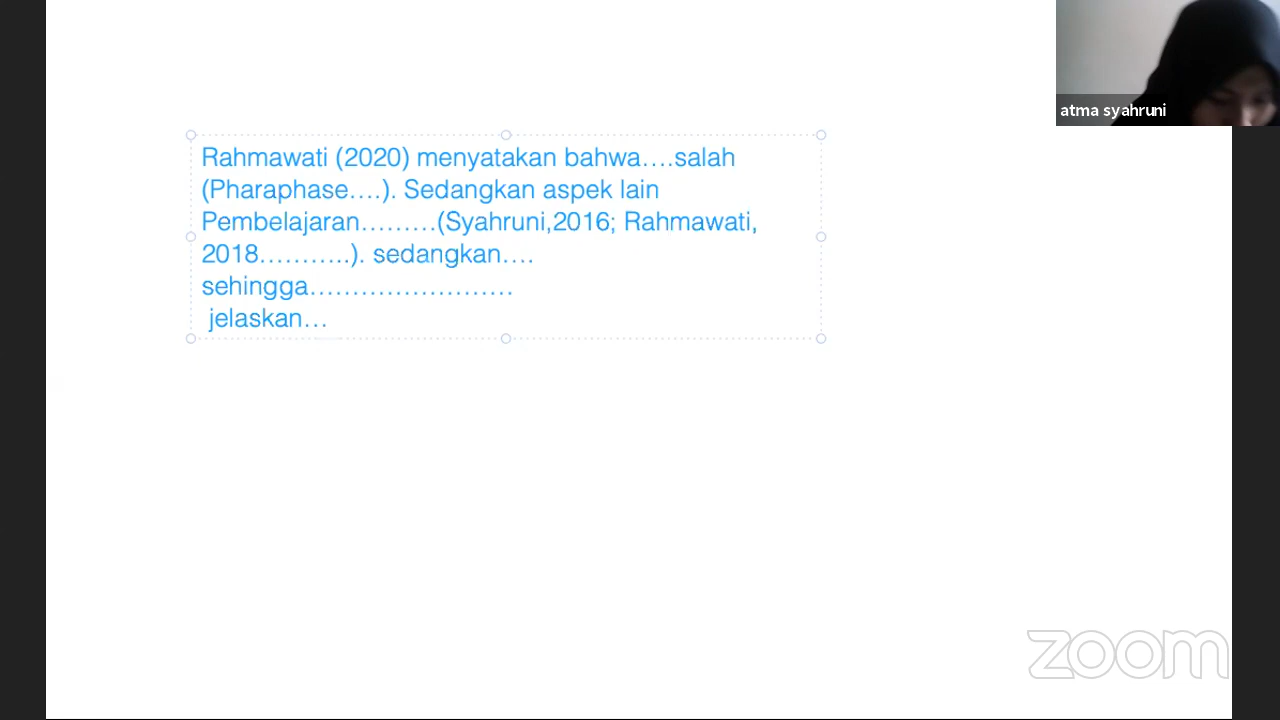 atma syahruni
Rahmawati (2020) menyatakan bahwa….salah
(Pharaphase….). Sedangkan aspek lain
Pembelajaran………(Syahruni,2016; Rahmawati,
2018………..). sedangkan….
sehingga……………………
jelaskan…
zoom